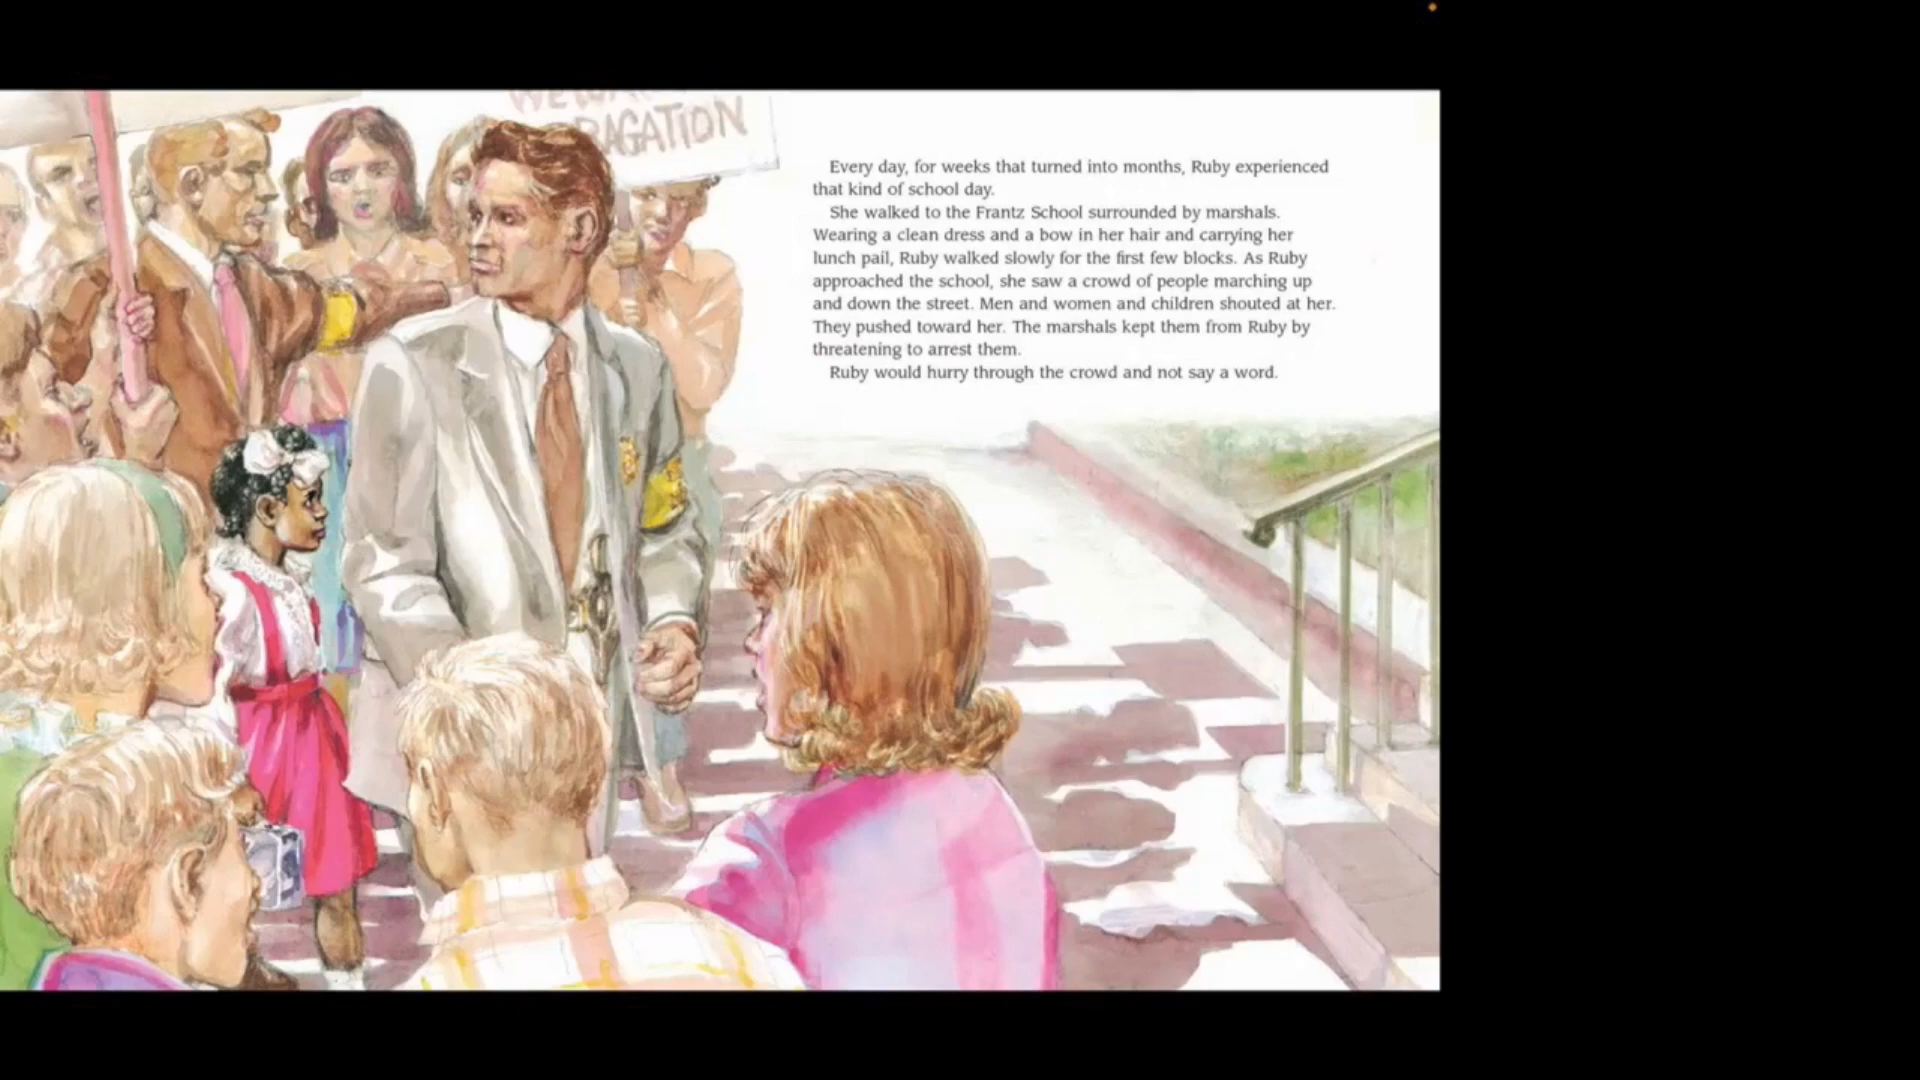 RAGATION
Every day, for weeks that turned into months, Ruby experienced
that kind of school day.
She walked to the Frantz School surrounded by marshals.
Wearing a clean dress and a bow in her hair and carrying her
lunch pail, Ruby walked slowly for the first few blocks. As Ruby
approached the school, she saw a crowd of people marching up
and down the street. Men and women and children shouted at her.
They pushed toward her. The marshals kept them from Ruby by
threatening to arrest them.
Ruby would hurry through the crowd and not say a word.